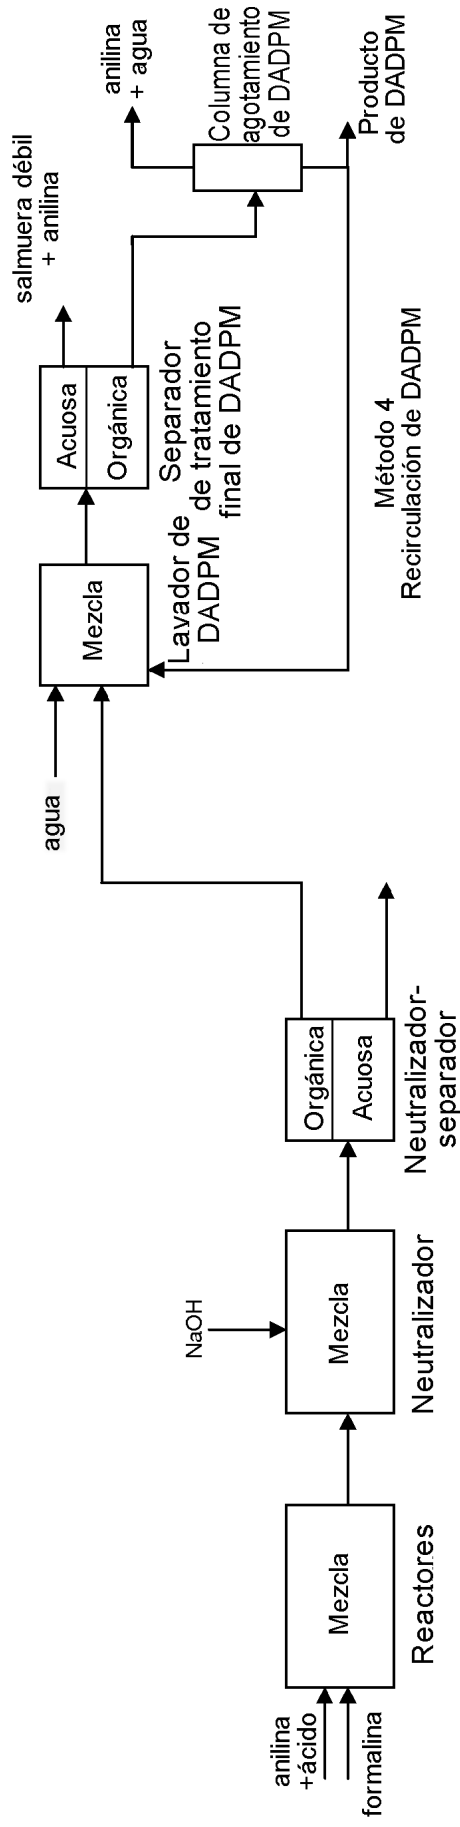 anilina
+ácido
formalina
Mezcla
Reactores
NaOH
Mezcla
Neutralizador
Orgánica
Acuosa
Neutralizador-
separador
agua
Mezcla
Lavador de
DADPM
Acuosa
Orgánica
Separador
de tratamiento
final de DADPM
salmuera débil
+ anilina
anilina
+ agua
Columna de
agotamiento
de DADPM
Producto
de DADPM
Método 4
Recirculación de DADPM